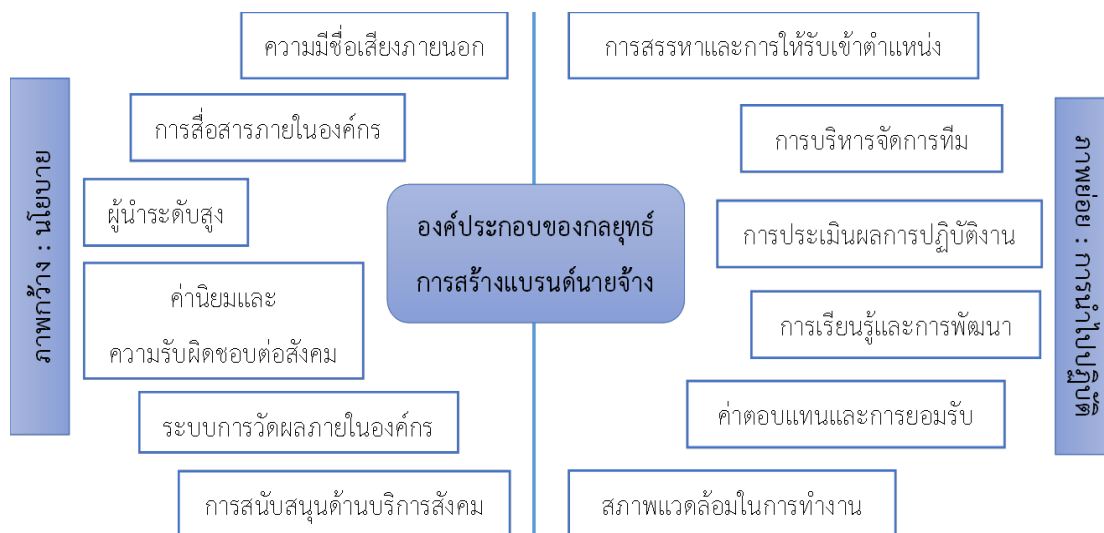 ความมีชื่อเสียงภายนอก
การสื่อสารภายในองค์กร
ผู้นำระดับสูง
ค่านิยมและ
ความรับผิดชอบต่อสังคม
ระบบการวัดผลภายในองค์กร
การสนับสนุนด้านบริการสังคม
ภาพกว้าง : นโยบาย
องค์ประกอบของกลยุทธ์
การสร้างแบรนด์นายจ้าง
การสรรหาและการให้รับเข้าตำแหน่ง
การบริหารจัดการทีม
การประเมินผลการปฏิบัติงาน
การเรียนรู้และการพัฒนา
ค่าตอบแทนและการยอมรับ
สภาพแวดล้อมในการทำงาน
ภาพย่อย : การนำไปปฏิบัติ